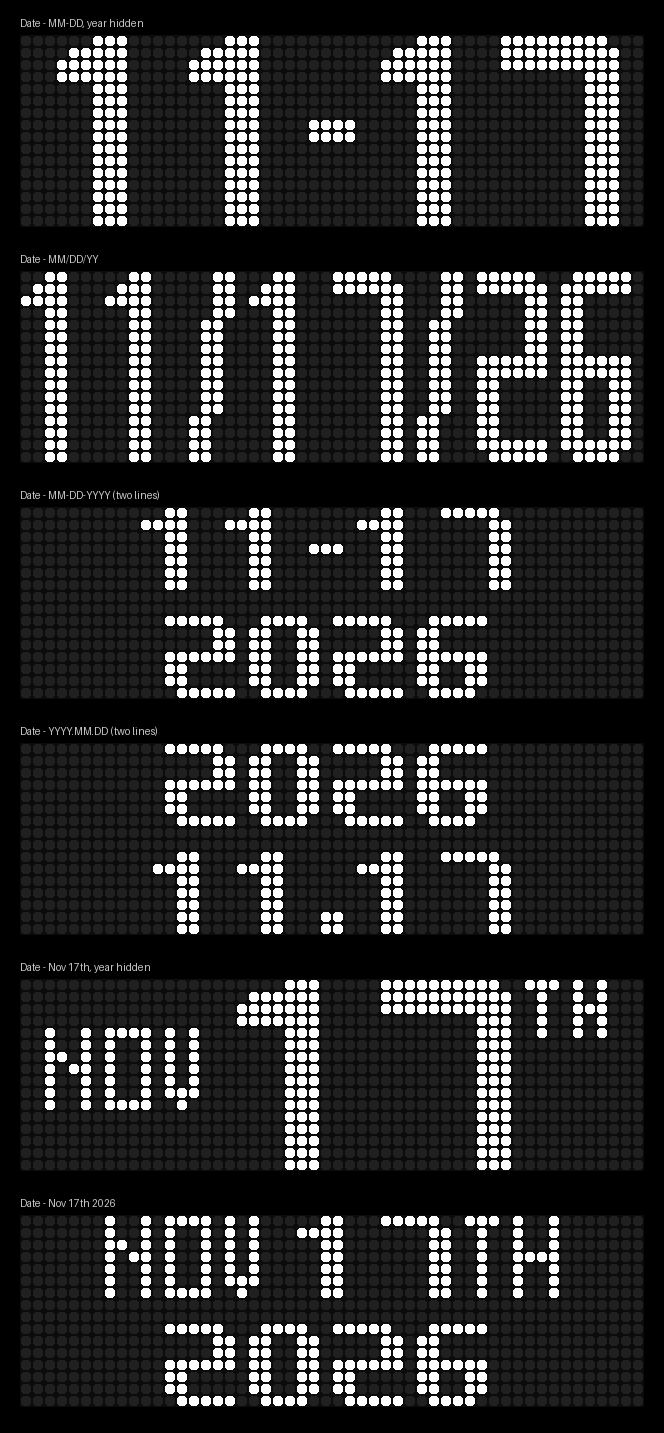 Date - MM-DD, year hidden
11-17
Date - MM/DD/YY
11/17/26
Date - MM-DD-YYYY (two lines)
11-17
2026
Date - YYYY.MM.DD (two lines)
2026
11.17
Date - Nov 17th, year hidden
NOV 17TH
Date - Nov 17th 2026
NOV 17TH
2026